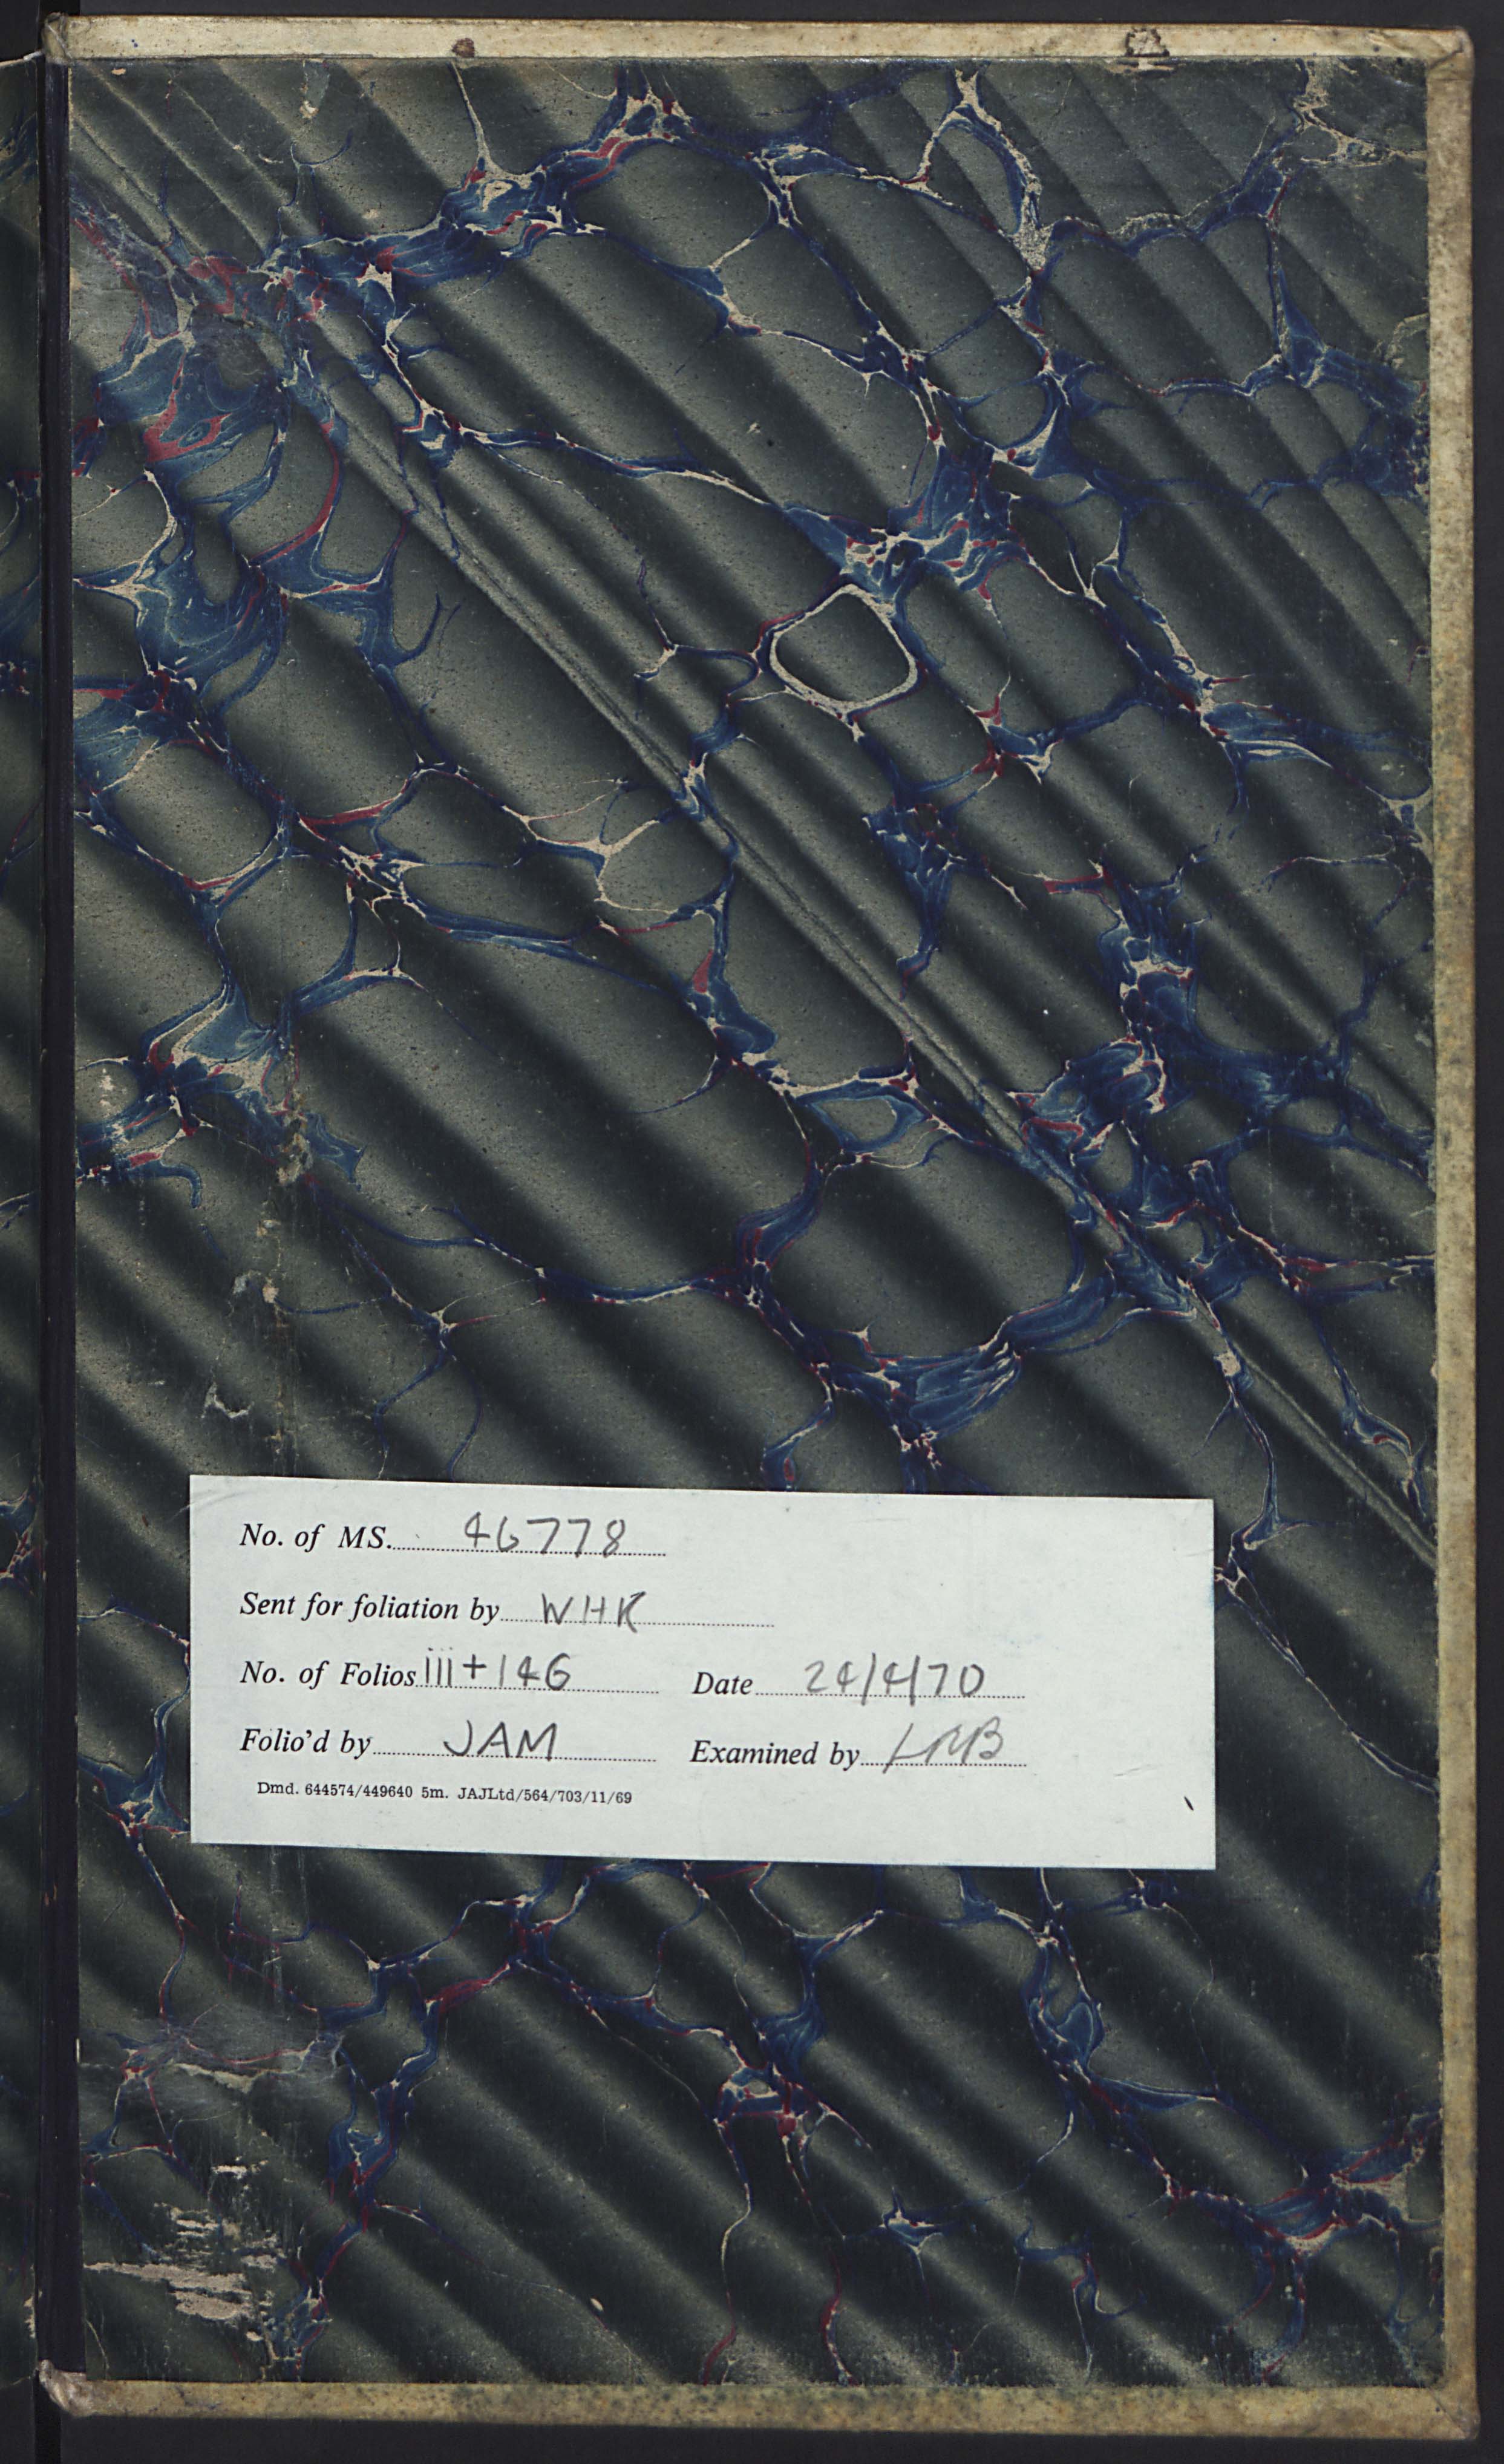 No. of MS. 46778
Sent for foliation by WHK
No. of Folios iii+146 Date 24/4/70
Folio'd by JAM Examined by LMB
Dmd. 644574/449640 5m. JAJLtd/564/703/11/69